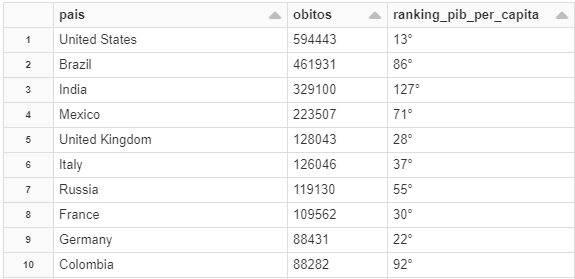 pais obitos ranking_pib_per_capita
1 United States 594443 13°
2 Brazil 461931 86°
3 India 329100 127°
4 Mexico 223507 71°
5 United Kingdom 128043 28°
6 Italy 126046 37°
7 Russia 119130 55°
8 France 109562 30°
9 Germany 88431 22°
10 Colombia 88282 92°